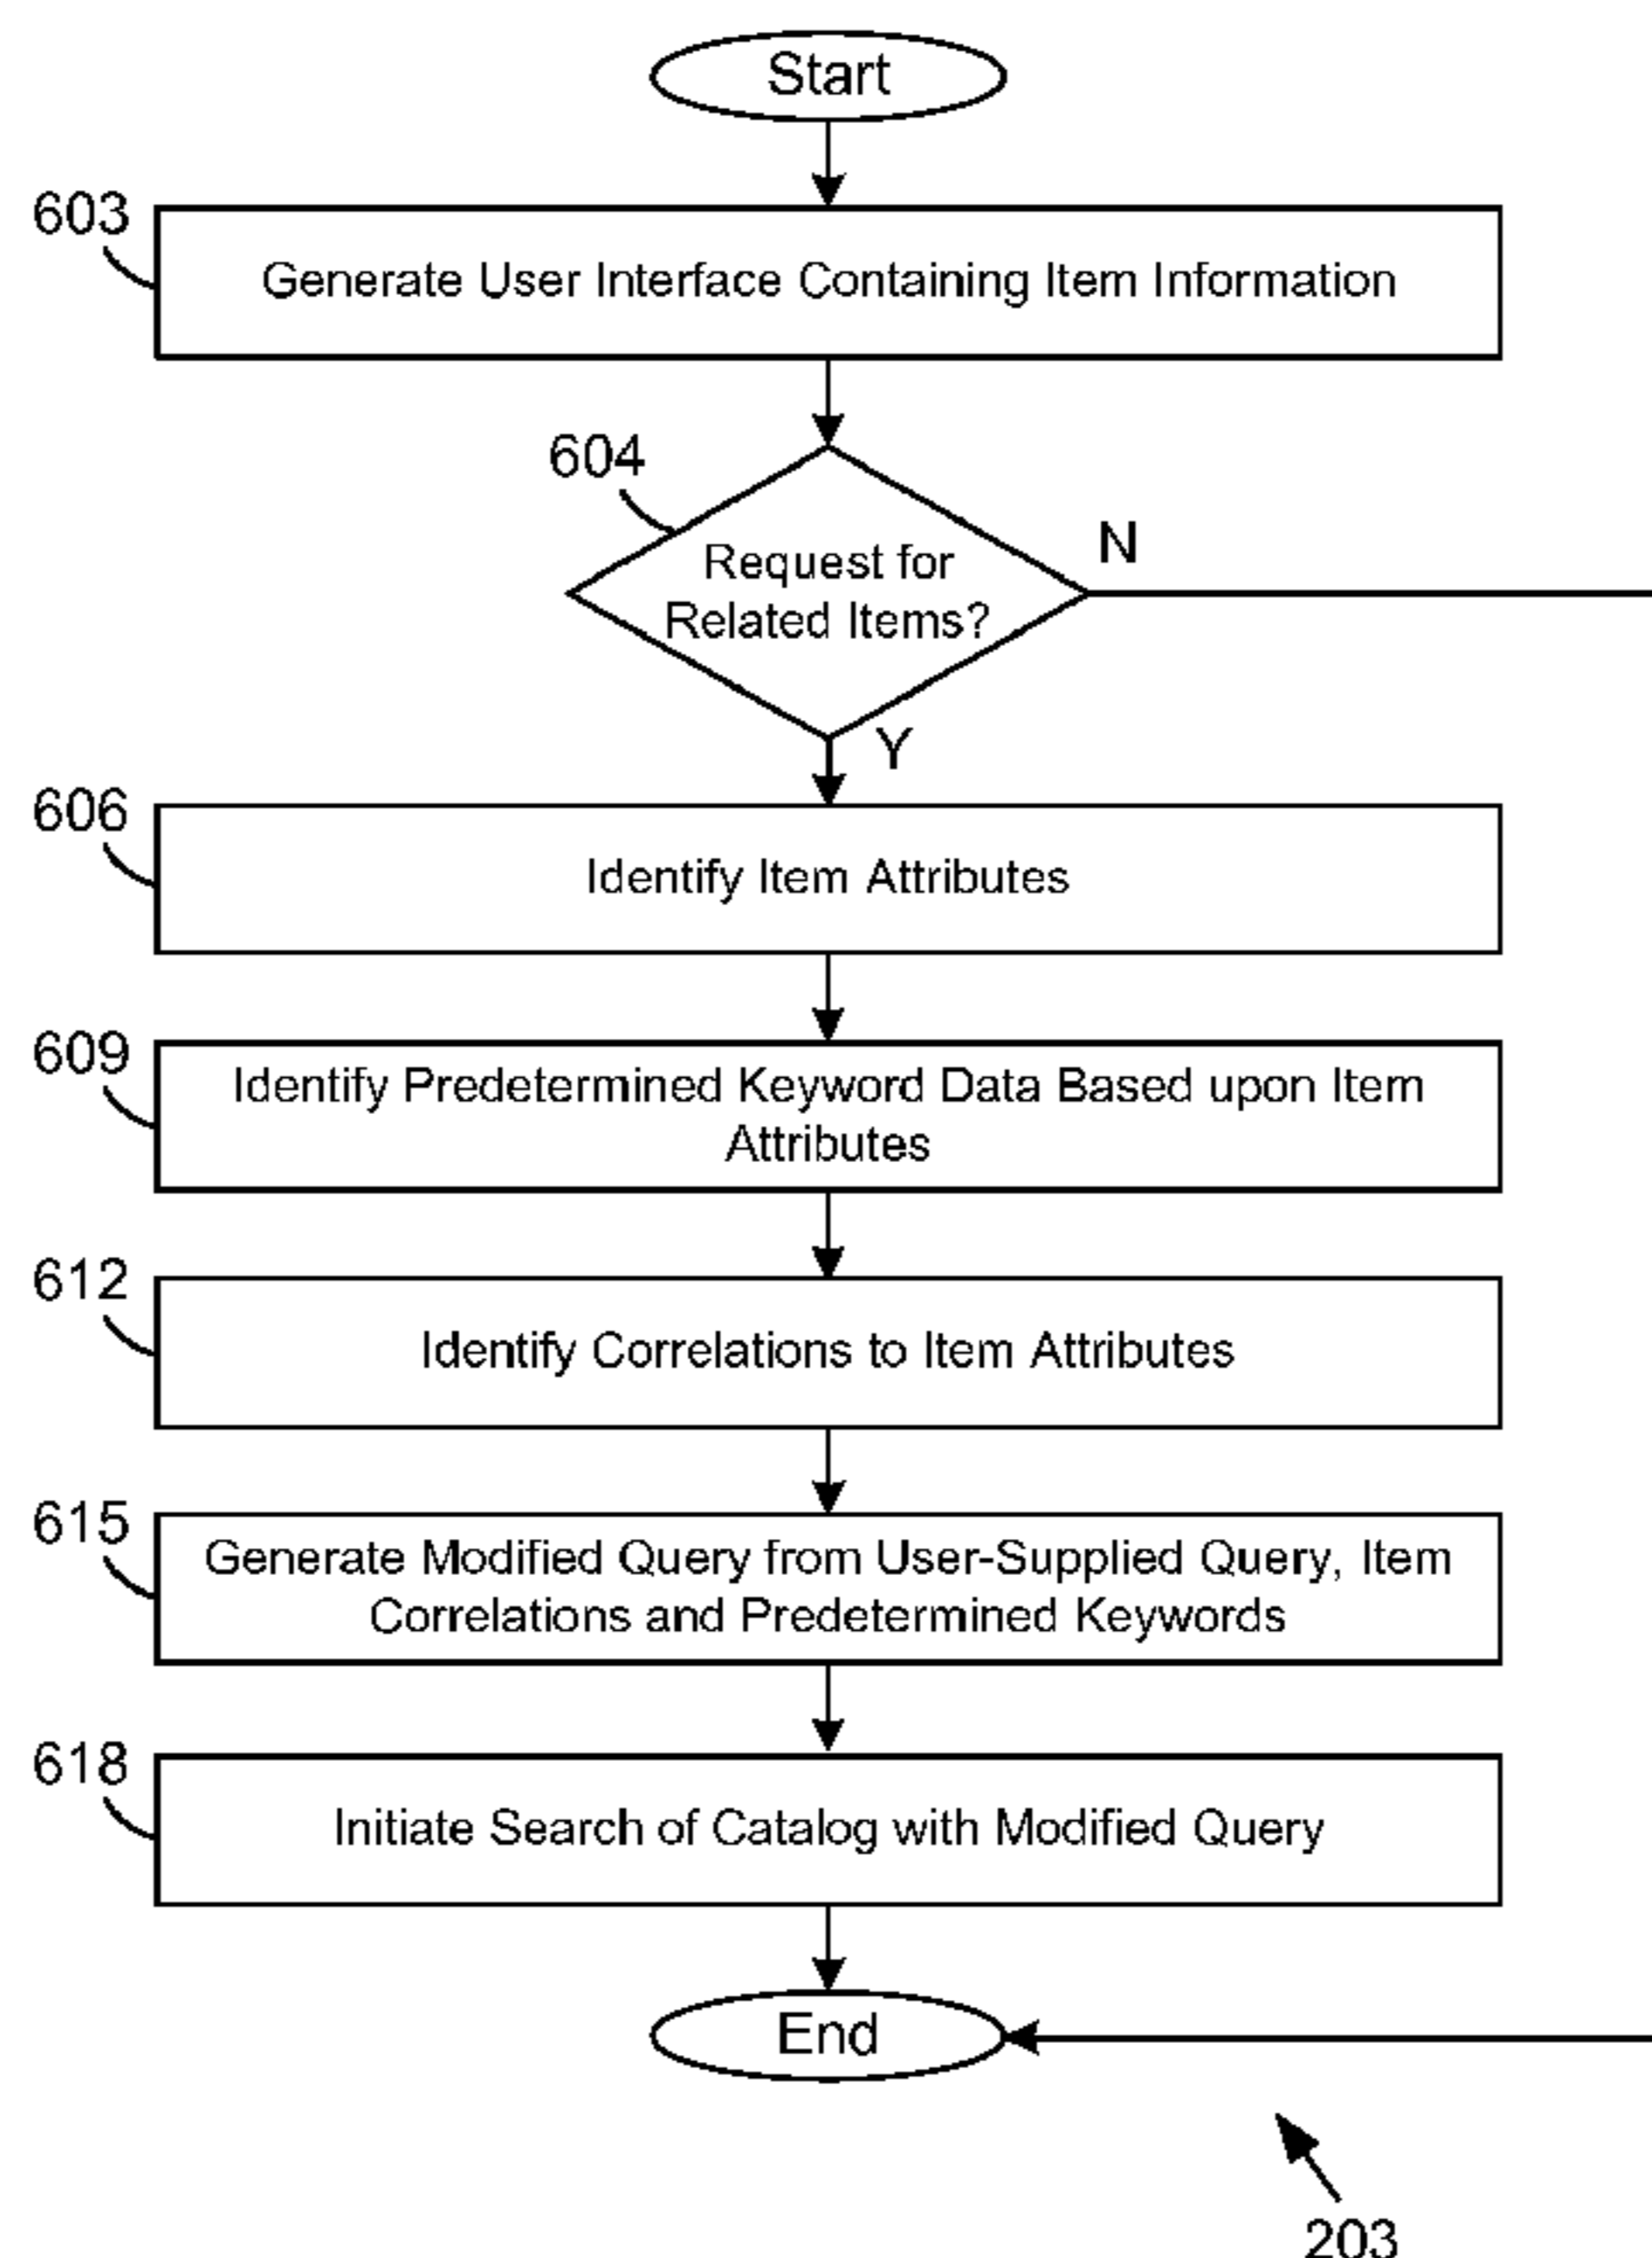 Start
603
Generate User Interface Containing Item Information
604
Request for
Related Items?
N
Y
606
Identify Item Attributes
609
Identify Predetermined Keyword Data Based upon Item
Attributes
612
Identify Correlations to Item Attributes
615
Generate Modified Query from User-Supplied Query, Item
Correlations and Predetermined Keywords
618
Initiate Search of Catalog with Modified Query
End
203